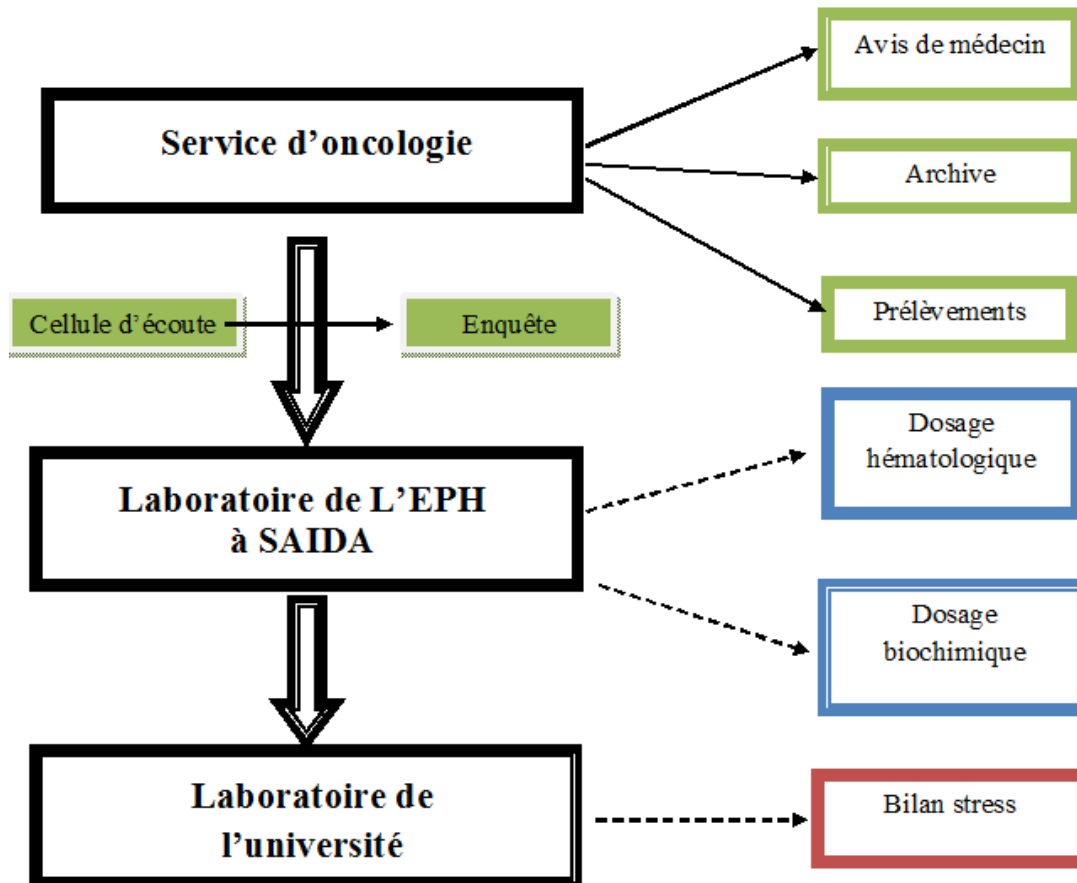 Avis de médecin
Service d’oncologie
Archive
Cellule d’écoute
Enquête
Prélèvements
Laboratoire de L’EPH
à SAIDA
Dosage
hématologique
Dosage
biochimique
Laboratoire de
l’université
Bilan stress